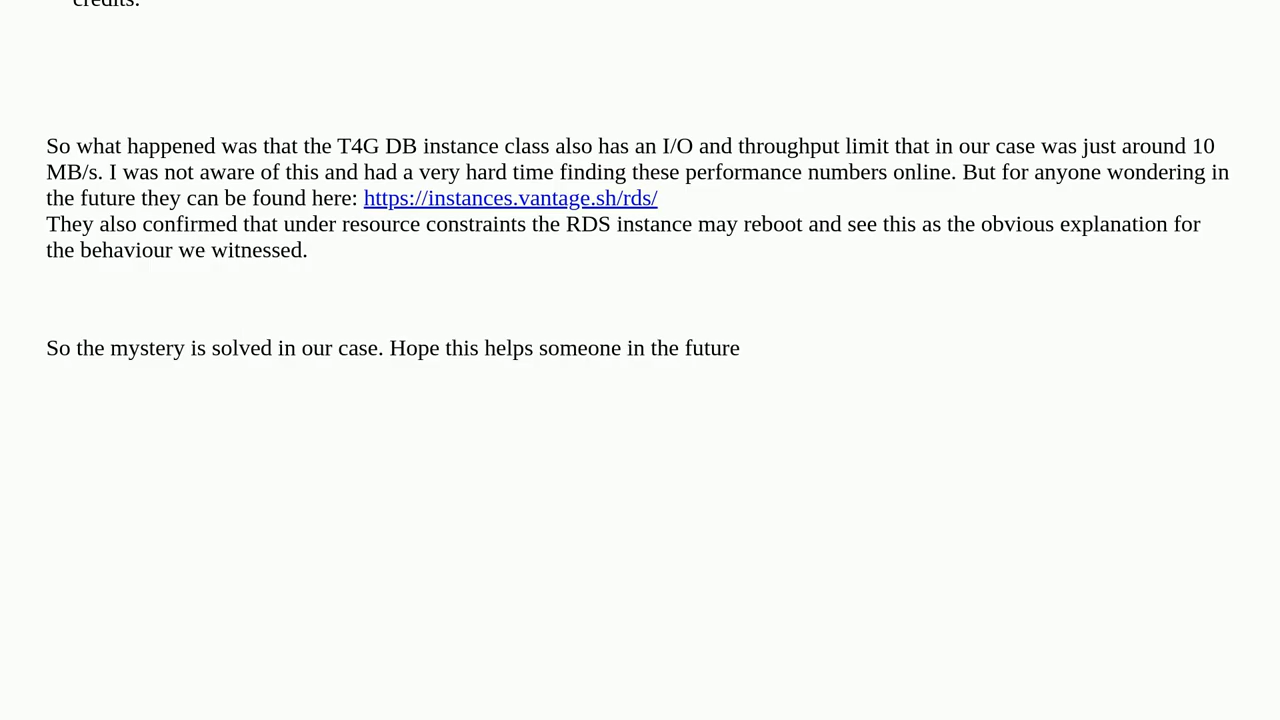 credits.
So what happened was that the T4G DB instance class also has an I/O and throughput limit that in our case was just around 10
MB/s. I was not aware of this and had a very hard time finding these performance numbers online. But for anyone wondering in
the future they can be found here: https://instances.vantage.sh/rds/
They also confirmed that under resource constraints the RDS instance may reboot and see this as the obvious explanation for
the behaviour we witnessed.
So the mystery is solved in our case. Hope this helps someone in the future